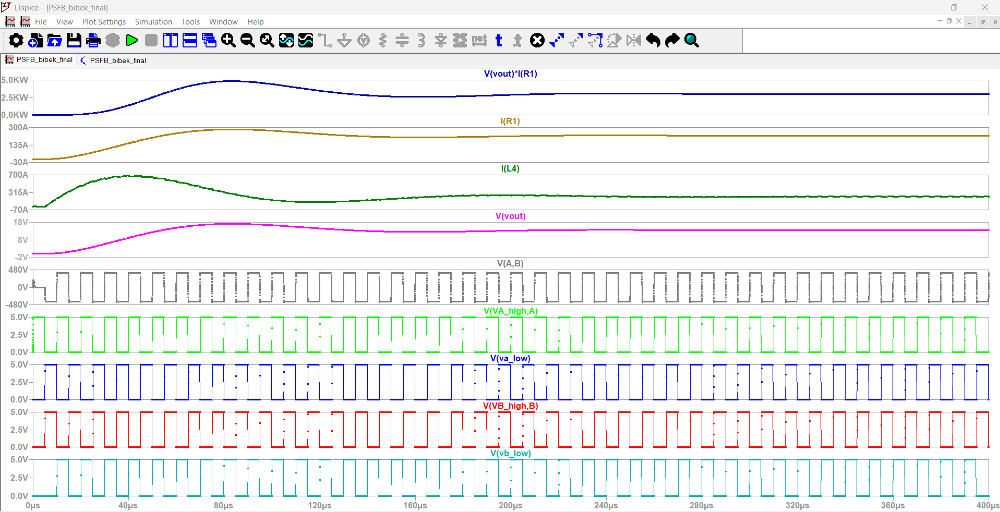 LTspice - [PSFB_bibek_final]
File View Plot Settings Simulation Tools Window Help
net t .t
PSFB_bibek_final PSFB_bibek_final
V(vout)*I(R1)
5.0KW
2.5KW
0.0KW
I(R1)
300A
135A
-30A
I(L4)
700A
315A
-70A
V(vout)
18V
8V
-2V
V(A,B)
480V
0V
-480V
V(VA_high,A)
5.0V
2.5V
0.0V
V(va_low)
5.0V
2.5V
0.0V
V(VB_high,B)
5.0V
2.5V
0.0V
V(vb_low)
5.0V
2.5V
0.0V
0µs 40µs 80µs 120µs 160µs 200µs 240µs 280µs 320µs 360µs 400µs